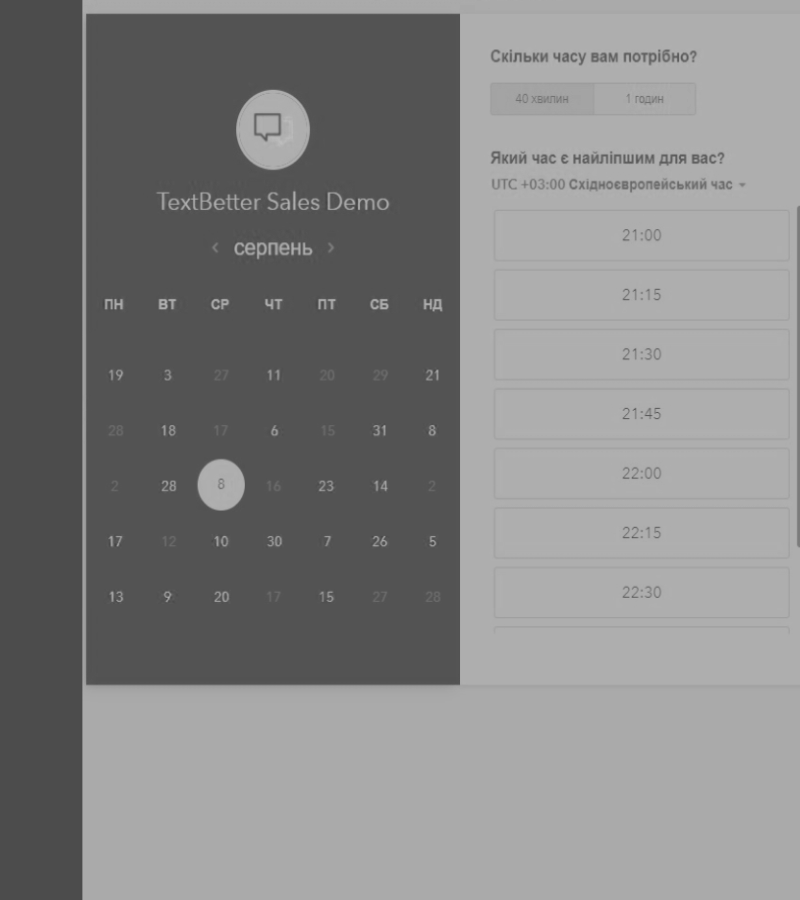 TextBetter Sales Demo
‹ серпень ›
ПН ВТ СР ЧТ ПТ СБ НД
19 3 27 11 20 29 21
28 18 17 6 15 31 8
2 28 8 16 23 14 2
17 12 10 30 7 26 5
13 9 20 17 15 27 28
Скільки часу вам потрібно?
40 хвилин 1 годин
Який час є найліпшим для вас?
UTC +03:00 Східноєвропейський час
21:00
21:15
21:30
21:45
22:00
22:15
22:30